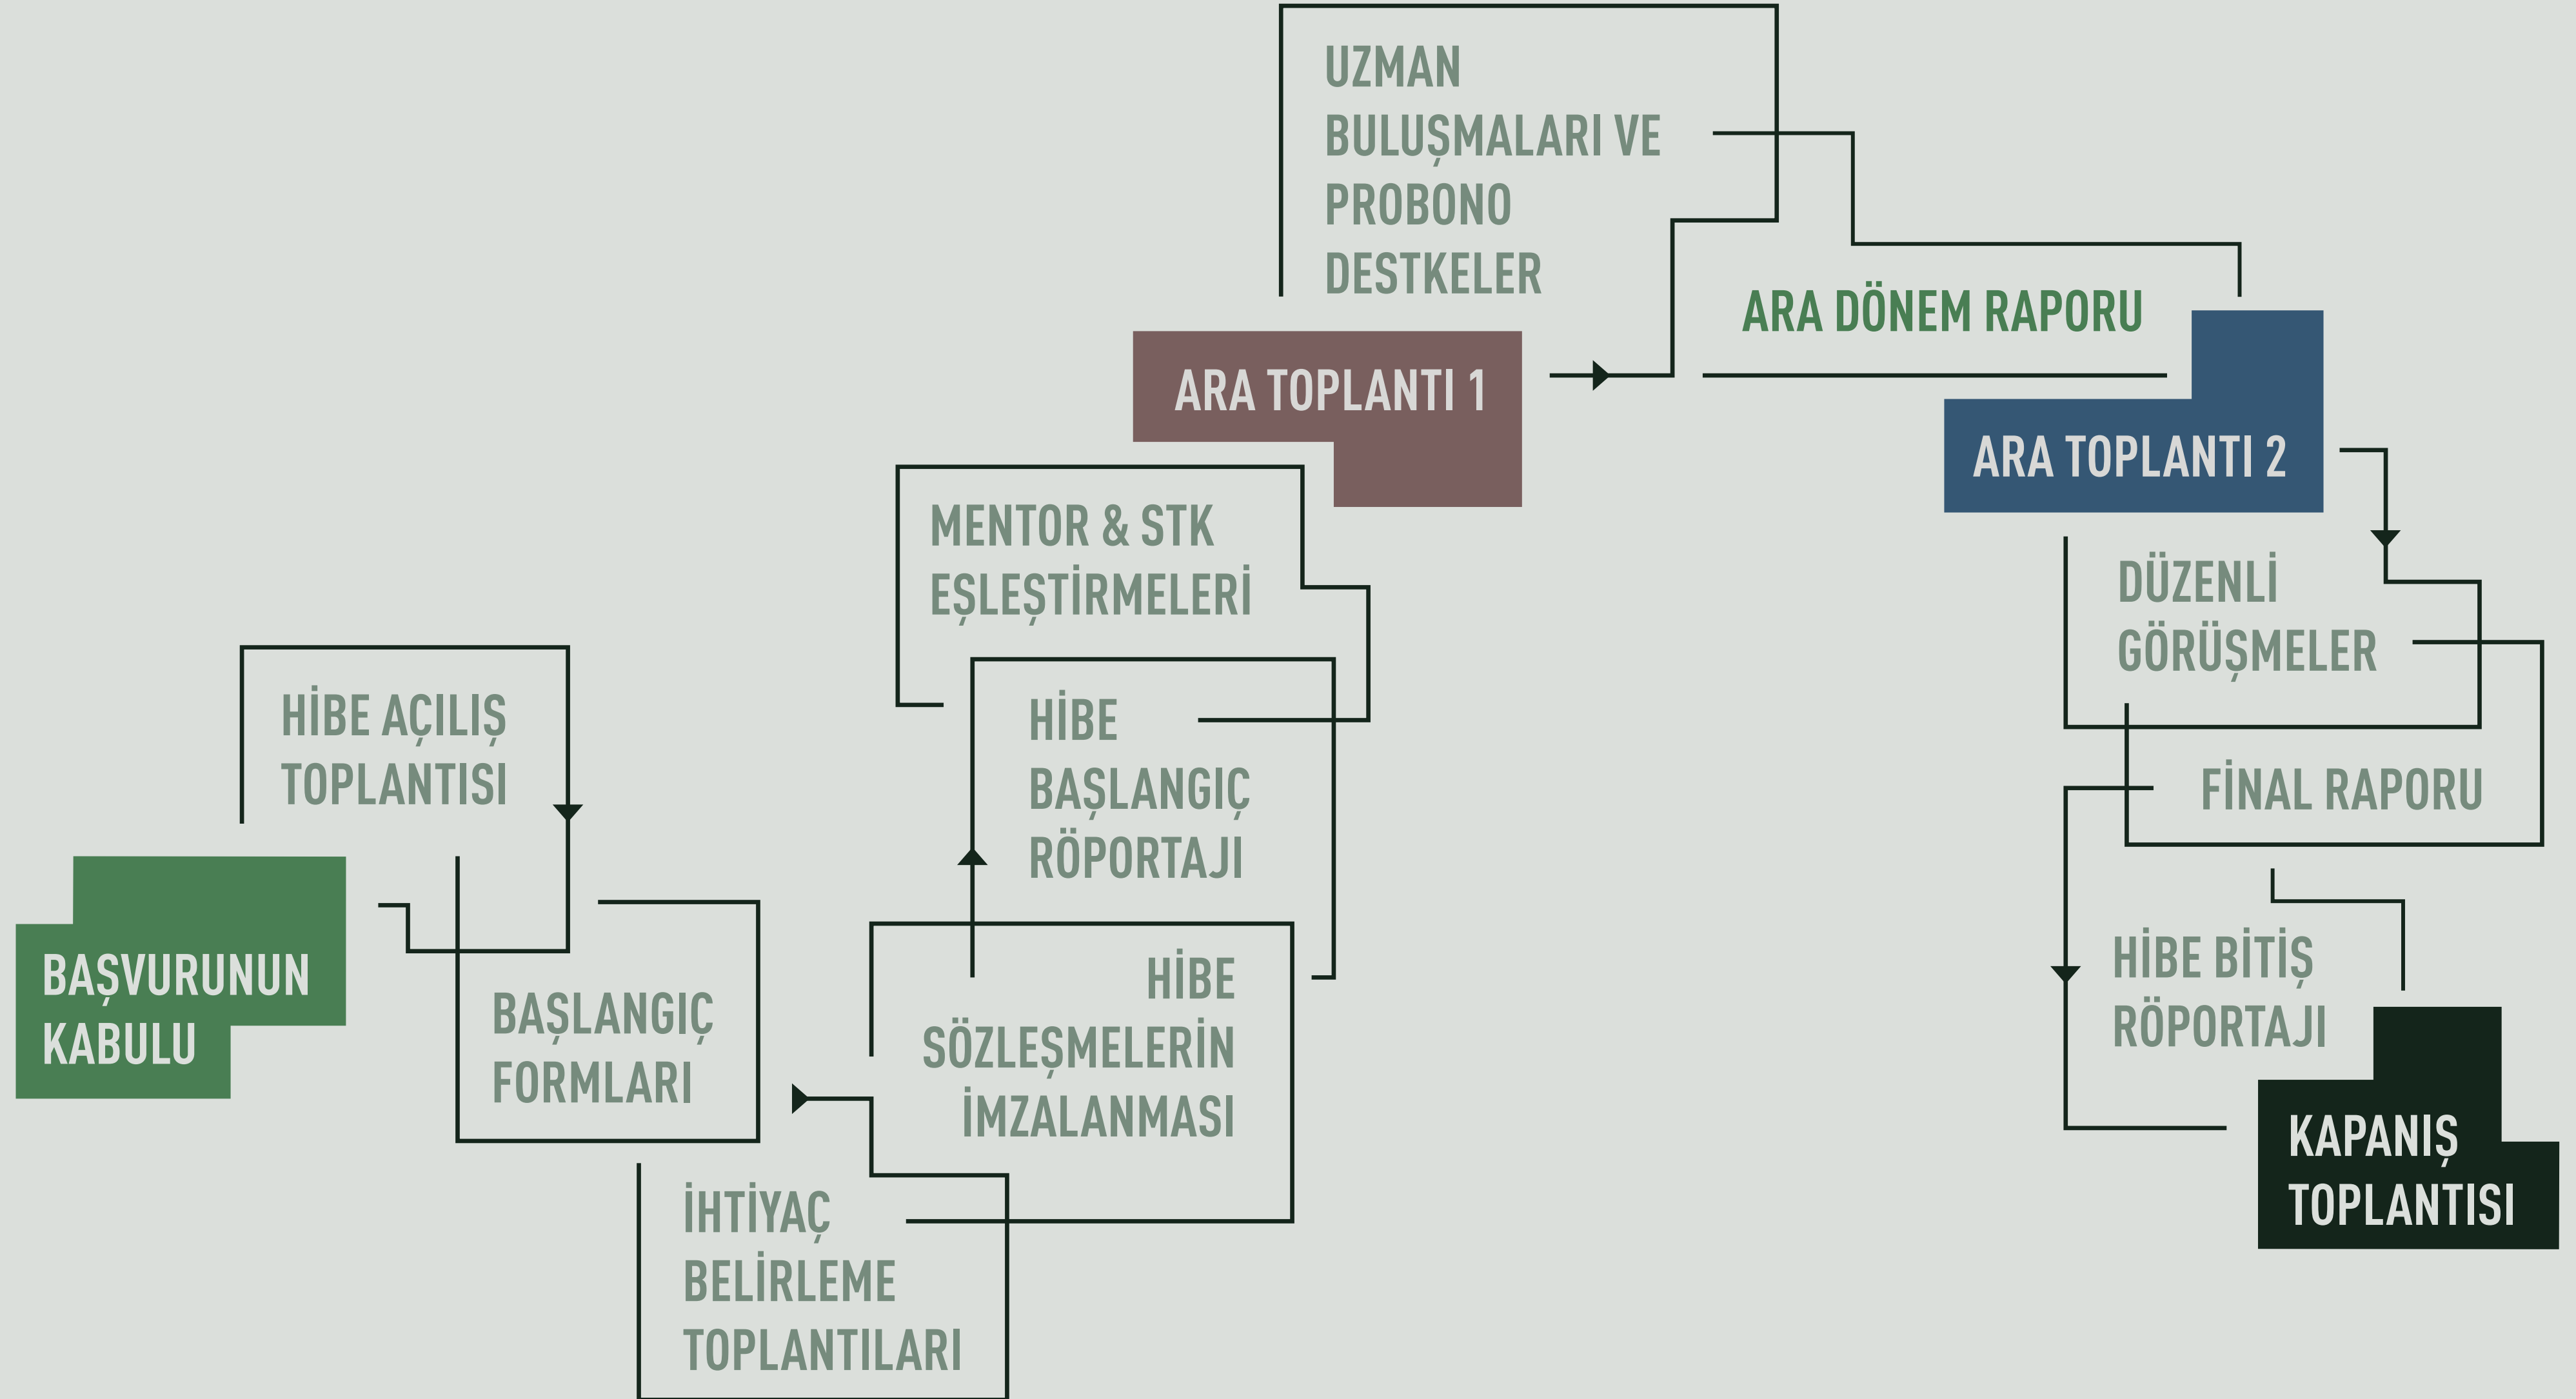 BAŞVURUNUN
KABULU
HİBE AÇILIŞ
TOPLANTISI
BAŞLANGIÇ
FORMLARI
İHTİYAÇ
BELİRLEME
TOPLANTILARI
HİBE
SÖZLEŞMELERİN
İMZALANMASI
HİBE
BAŞLANGIÇ
RÖPORTAJI
MENTOR & STK
EŞLEŞTİRMELERİ
ARA TOPLANTI 1
UZMAN
BULUŞMALARI VE
PROBONO
DESTKELER
ARA DÖNEM RAPORU
ARA TOPLANTI 2
DÜZENLİ
GÖRÜŞMELER
FİNAL RAPORU
HİBE BİTİŞ
RÖPORTAJI
KAPANIŞ
TOPLANTISI